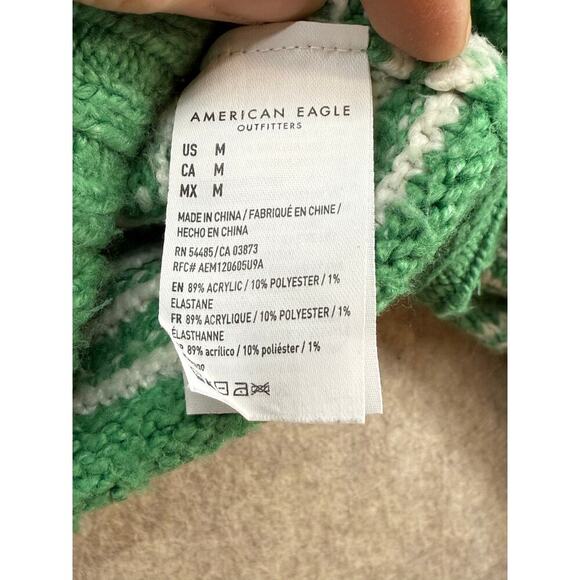 AMERICAN EAGLE
OUTFITTERS
US M
CA M
MX M
MADE IN CHINA / FABRIQUÉ EN CHINE /
HECHO EN CHINA
RN 54485 / CA 03873
RFC# AEM120605U9A
EN 89% ACRYLIC / 10% POLYESTER / 1%
ELASTANE
FR 89% ACRYLIQUE / 10% POLYESTER / 1%
ÉLASTHANNE
89% acrílico / 10% poliéster / 1%